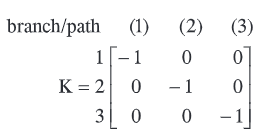 branch/path (1) (2) (3)
1 −1 0 0
K = 2 0 −1 0
3 0 0 −1